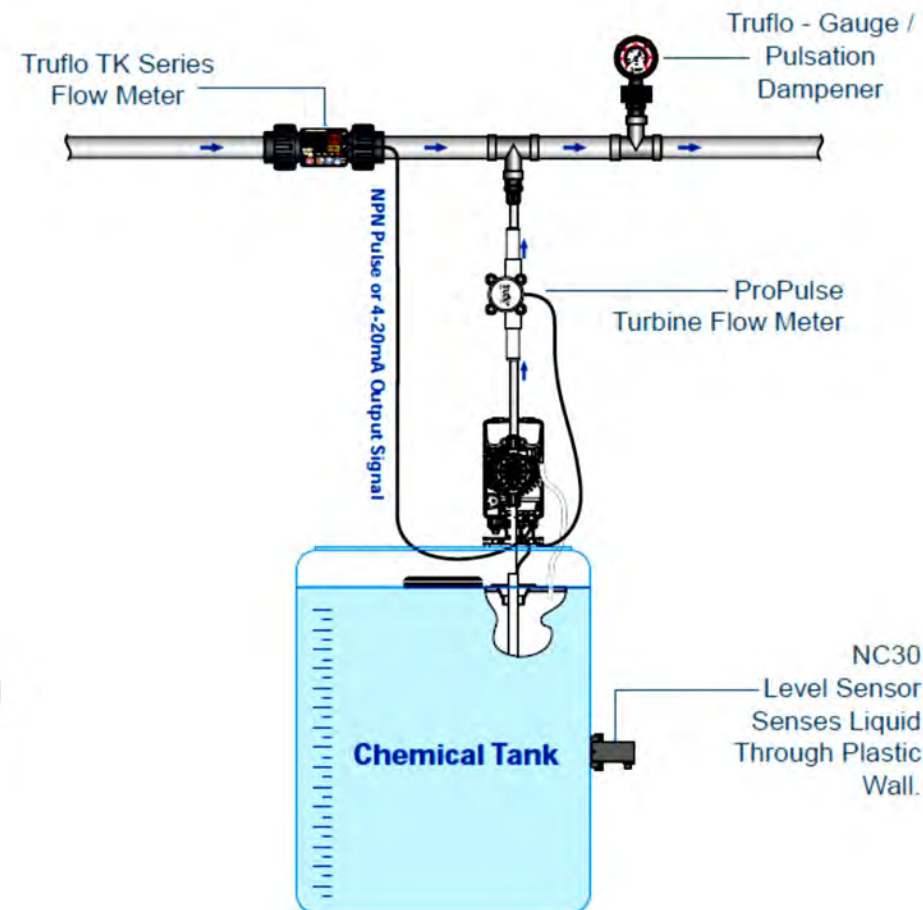 Truflo - Gauge /
Pulsation
Dampener
Truflo TK Series
Flow Meter
NPN Pulse or 4-20mA Output Signal
ProPulse
Turbine Flow Meter
NC30
Level Sensor
Senses Liquid
Through Plastic
Wall.
Chemical Tank